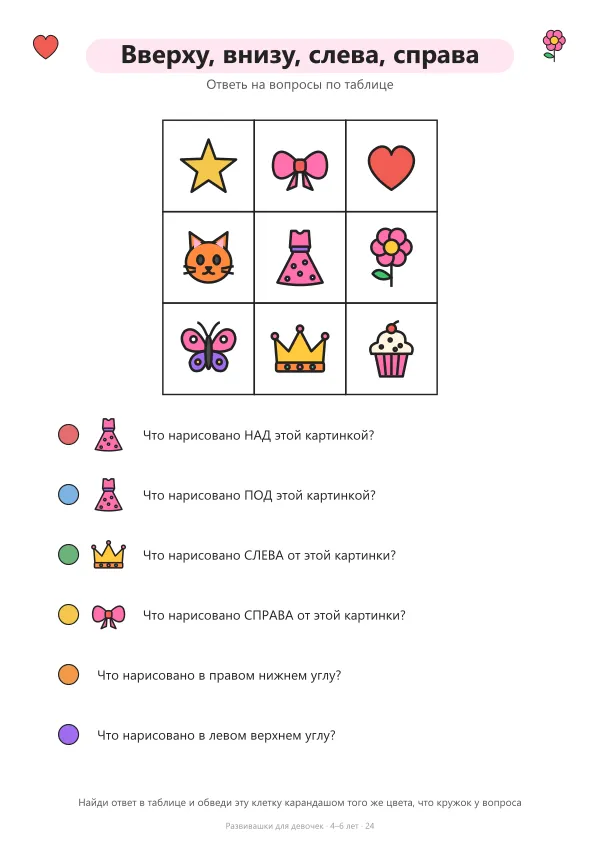 Вверху, внизу, слева, справа
Ответь на вопросы по таблице
Что нарисовано НАД этой картинкой?
Что нарисовано ПОД этой картинкой?
Что нарисовано СЛЕВА от этой картинки?
Что нарисовано СПРАВА от этой картинки?
Что нарисовано в правом нижнем углу?
Что нарисовано в левом верхнем углу?
Найди ответ в таблице и обведи эту клетку карандашом того же цвета, что кружок у вопроса
Развивашки для девочек · 4–6 лет · 24